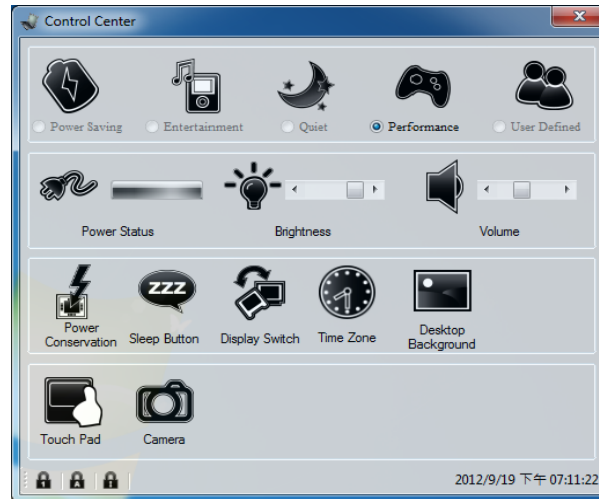 Control Center
Power Saving
Entertainment
Quiet
Performance
User Defined
Power Status
Brightness
Volume
Power
Conservation
ZZZ
Sleep Button
Display Switch
Time Zone
Desktop
Background
Touch Pad
Camera
2012/9/19 下午 07:11:22